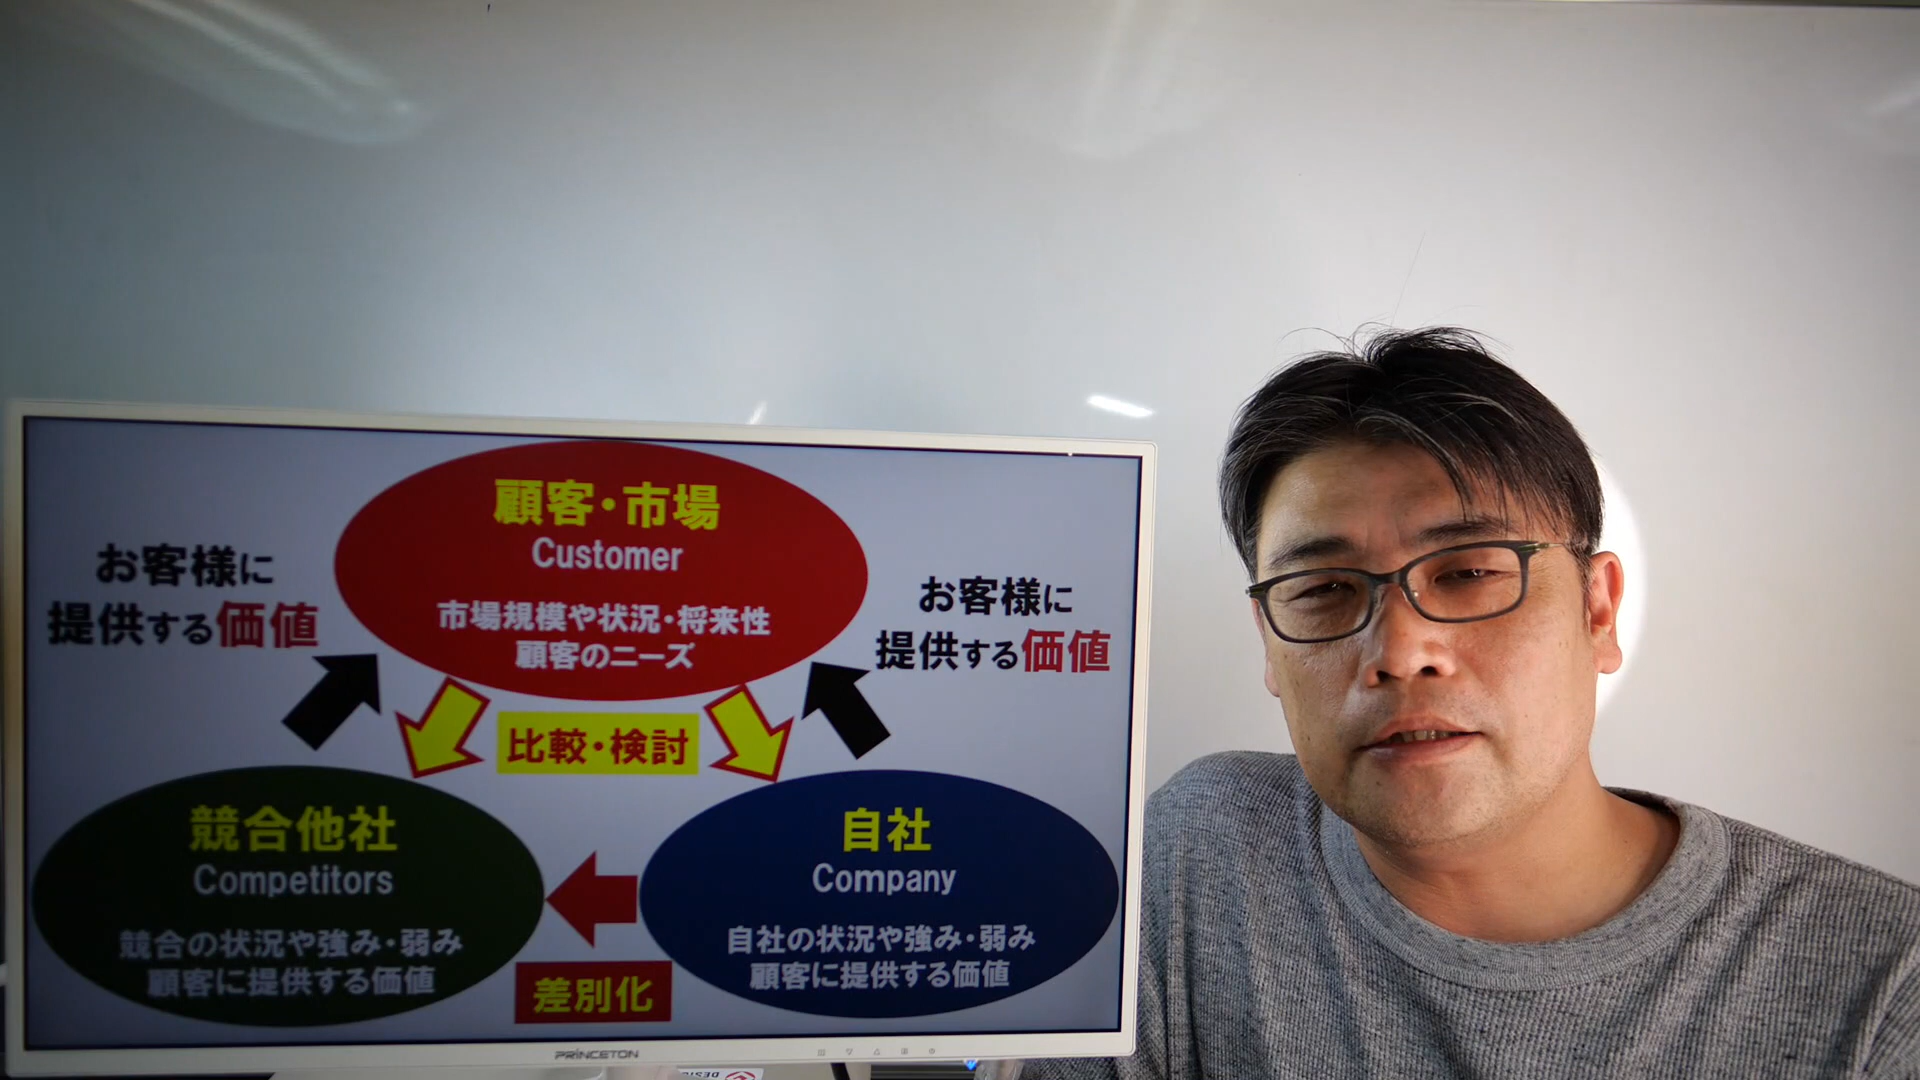 顧客・市場
Customer
市場規模や状況・将来性
顧客のニーズ
お客様に
提供する価値
お客様に
提供する価値
比較・検討
競合他社
Competitors
競合の状況や強み・弱み
顧客に提供する価値
自社
Company
自社の状況や強み・弱み
顧客に提供する価値
差別化
PRINCETON